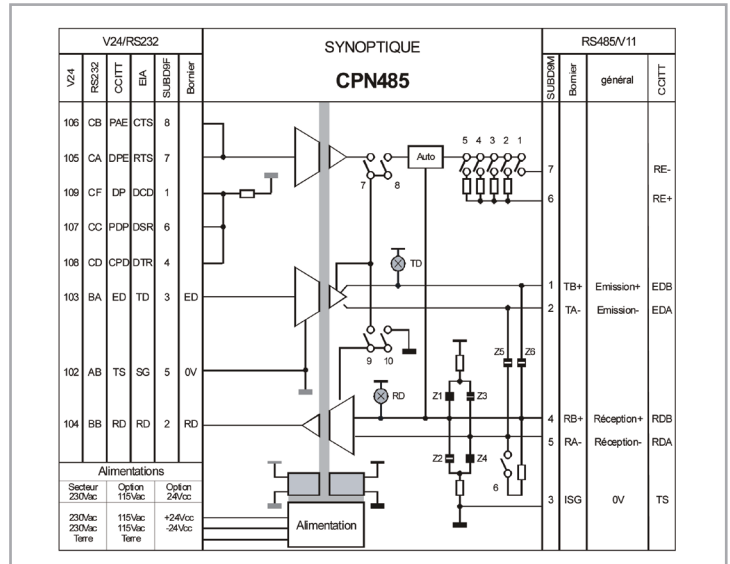 V24/RS232
SYNOPTIQUE
CPN485
RS485/V11
V24 RS232 CCITT EIA SUBD9F Bornier
SUBD9M Bornier général CCITT
106 CB PAE CTS 8
105 CA DPE RTS 7
109 CF DP DCD 1
107 CC PDP DSR 6
108 CD CPD DTR 4
103 BA ED TD 3 ED
102 AB TS SG 5 0V
104 BB RD RD 2 RD
5 4 3 2 1
Auto
7 8
TD
9 10
RD
Z5 Z6
Z1 Z3
Z2 Z4
6
7 RE-
6 RE+
1 TB+ Emission+ EDB
2 TA- Emission- EDA
4 RB+ Réception+ RDB
5 RA- Réception- RDA
3 ISG 0V TS
Alimentations
Secteur Option Option
230Vac 115Vac 24Vcc
230Vac 115Vac +24Vcc
230Vac 115Vac -24Vcc
Terre Terre
Alimentation